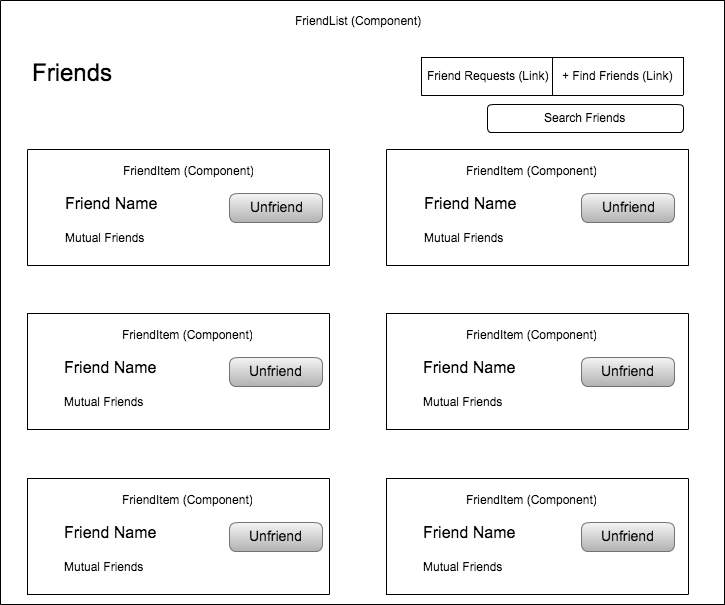 FriendList (Component)
Friends
Friend Requests (Link)
+ Find Friends (Link)
Search Friends
FriendItem (Component)
Friend Name
Unfriend
Mutual Friends
FriendItem (Component)
Friend Name
Unfriend
Mutual Friends
FriendItem (Component)
Friend Name
Unfriend
Mutual Friends
FriendItem (Component)
Friend Name
Unfriend
Mutual Friends
FriendItem (Component)
Friend Name
Unfriend
Mutual Friends
FriendItem (Component)
Friend Name
Unfriend
Mutual Friends